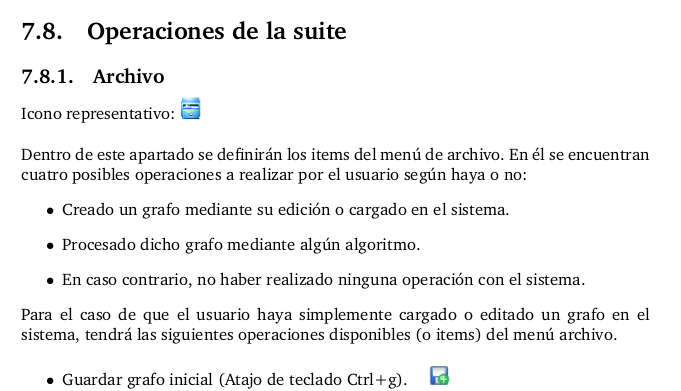 7.8. Operaciones de la suite
7.8.1. Archivo
Icono representativo:
Dentro de este apartado se definirán los items del menú de archivo. En él se encuentran
cuatro posibles operaciones a realizar por el usuario según haya o no:
• Creado un grafo mediante su edición o cargado en el sistema.
• Procesado dicho grafo mediante algún algoritmo.
• En caso contrario, no haber realizado ninguna operación con el sistema.
Para el caso de que el usuario haya simplemente cargado o editado un grafo en el
sistema, tendrá las siguientes operaciones disponibles (o items) del menú archivo.
• Guardar grafo inicial (Atajo de teclado Ctrl+g).